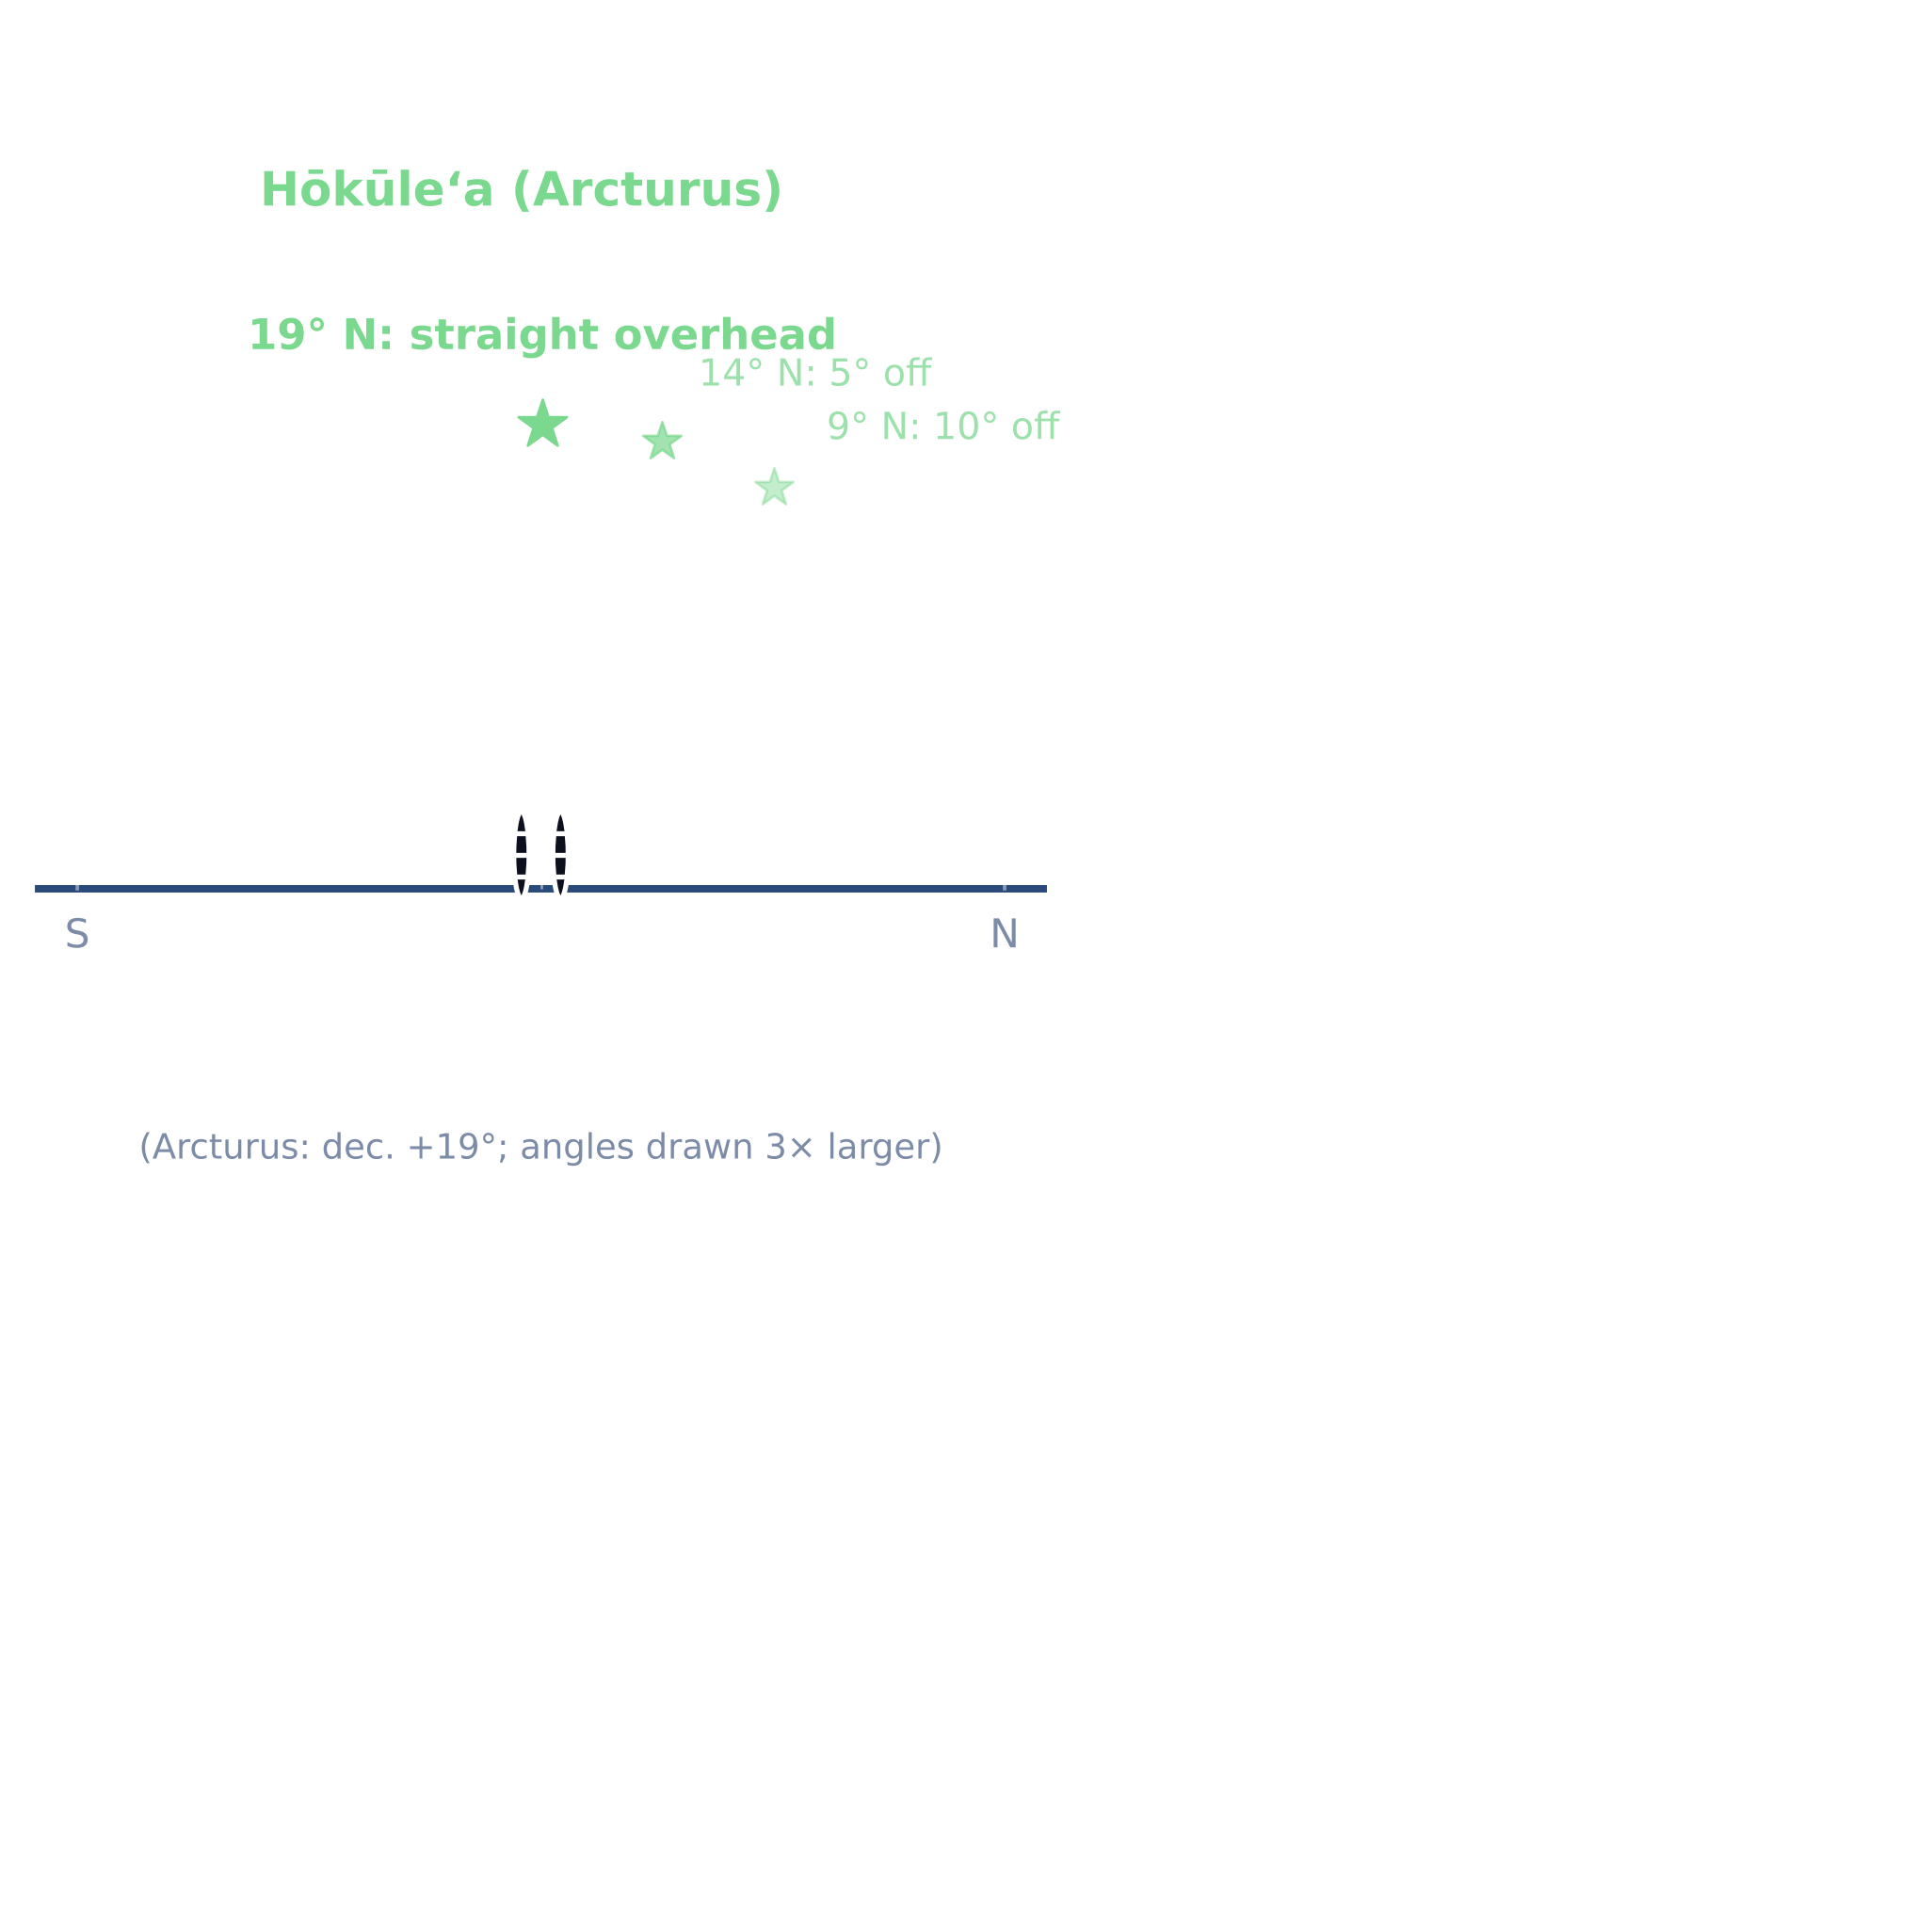 Hōkūleʻa (Arcturus)
19° N: straight overhead
14° N: 5° off
9° N: 10° off
S
N
(Arcturus: dec. +19°; angles drawn 3× larger)